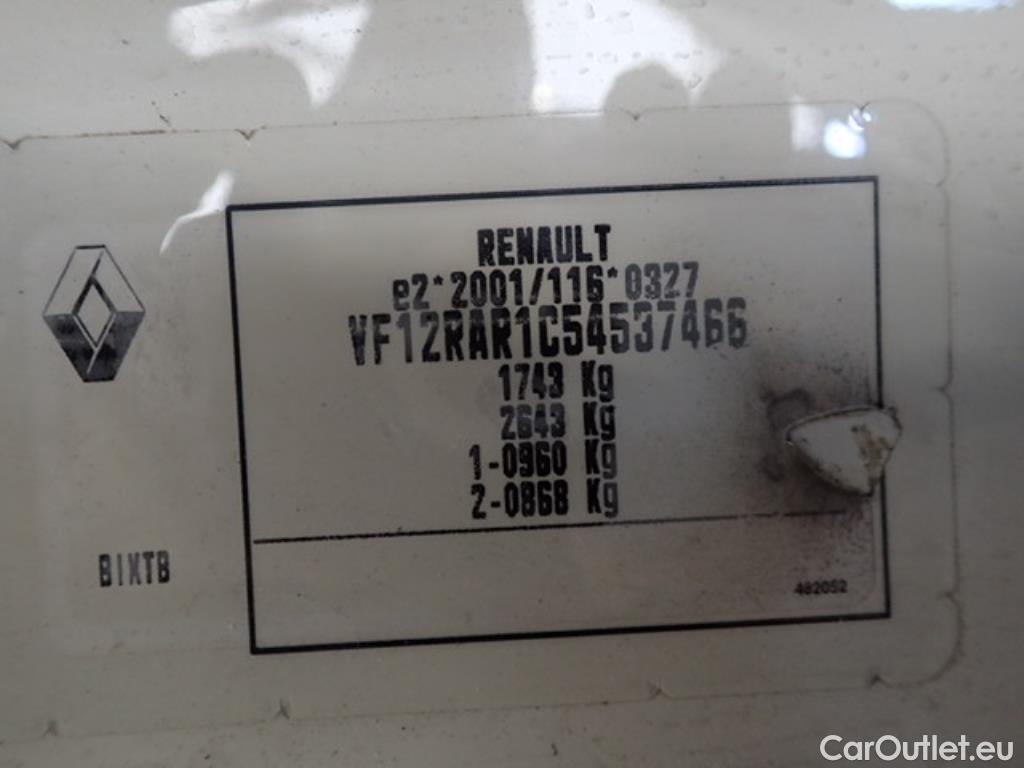 RENAULT
e2*2001/116*0327
VF12RAR1C54537466
1743 Kg
2643 Kg
1-0960 Kg
2-0868 Kg
BIXTB
482052
CarOutlet.eu